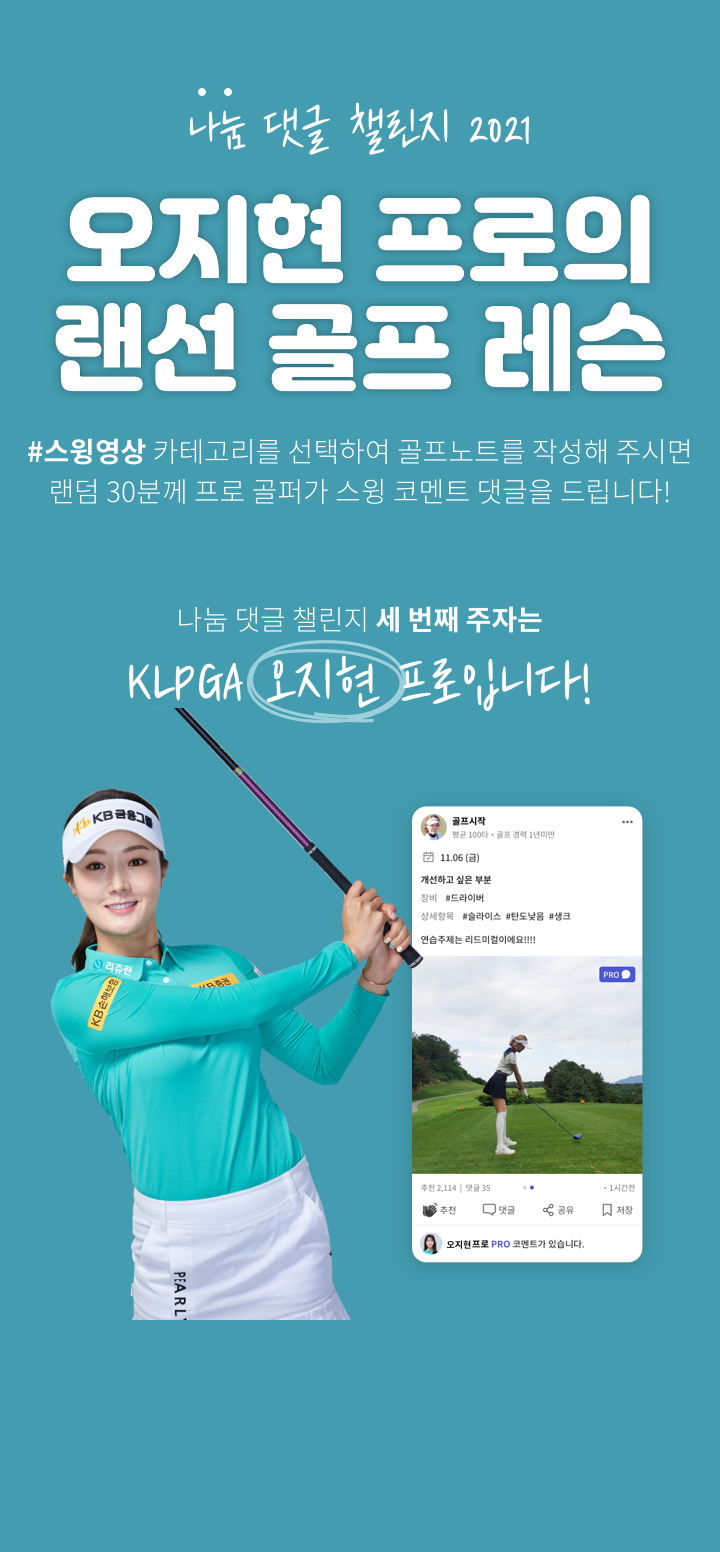 나눔 댓글 챌린지 2021
오지현 프로의
랜선 골프 레슨
#스윙영상 카테고리를 선택하여 골프노트를 작성해 주시면
랜덤 30분께 프로 골퍼가 스윙 코멘트 댓글을 드립니다!
나눔 댓글 챌린지 세 번째 주자는
KLPGA 오지현 프로입니다!
KB금융그룹
리쥬란
KB손해보험
KB증권
PEARLY
골프시작
평균 100타・골프 경력 1년미만
11.06 (금)
개선하고 싶은 부분
장비 #드라이버
상세항목 #슬라이스 #탄도낮음 #생크
연습주제는 리드미컬이에요!!!!
PRO
추천 2,114 | 댓글 35 ・1시간전
추천 댓글 공유 저장
오지현프로 PRO 코멘트가 있습니다.